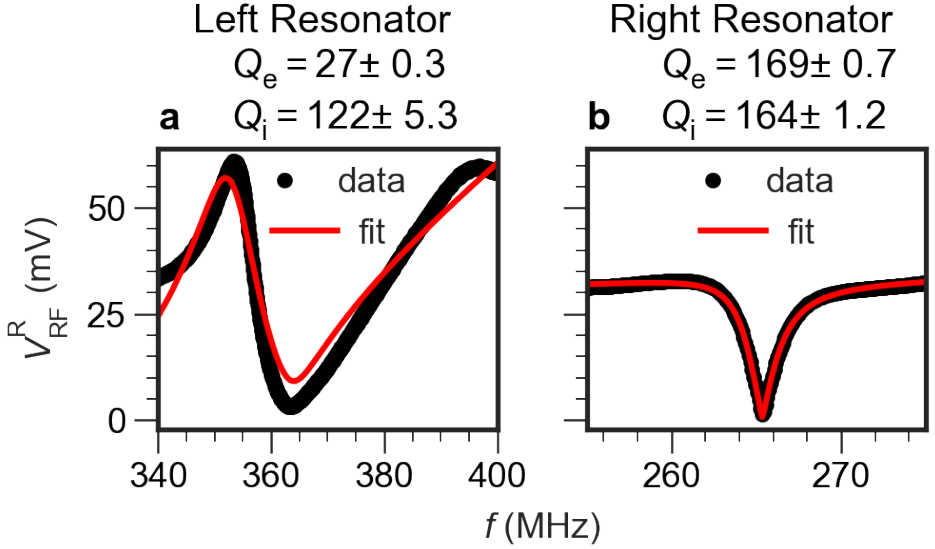 Left Resonator
Qe = 27± 0.3
Qi = 122± 5.3
a
Right Resonator
Qe = 169± 0.7
Qi = 164± 1.2
b
V^R_RF (mV)
50
25
0
data
fit
340 360 380 400
data
fit
260 270
f (MHz)